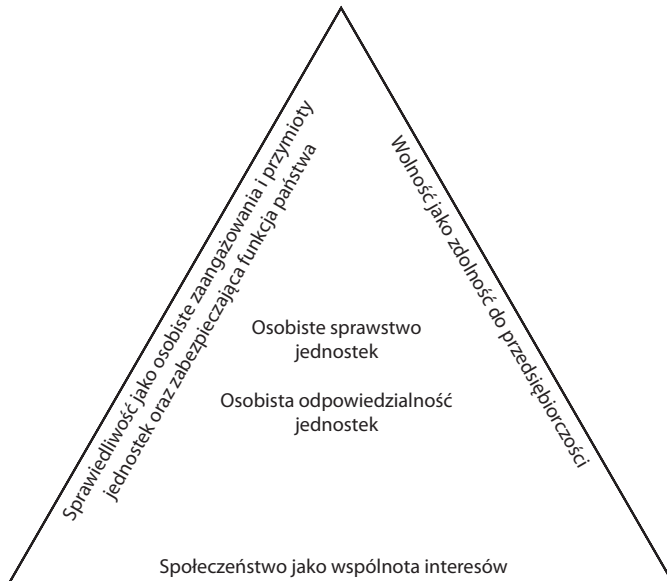 Sprawiedliwość jako osobiste zaangażowania i przymioty
jednostek oraz zabezpieczająca funkcja państwa
Wolność jako zdolność do przedsiębiorczości
Osobiste sprawstwo
jednostek
Osobista odpowiedzialność
jednostek
Społeczeństwo jako wspólnota interesów